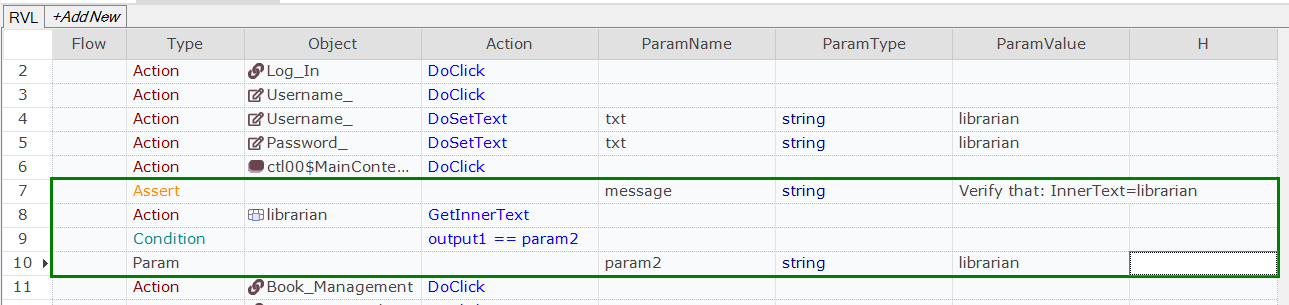 RVL +Add New
Flow Type Object Action ParamName ParamType ParamValue H
2 Action Log_In DoClick
3 Action Username_ DoClick
4 Action Username_ DoSetText txt string librarian
5 Action Password_ DoSetText txt string librarian
6 Action ctl00$MainConte... DoClick
7 Assert message string Verify that: InnerText=librarian
8 Action librarian GetInnerText
9 Condition output1 == param2
10 Param param2 string librarian
11 Action Book_Management DoClick